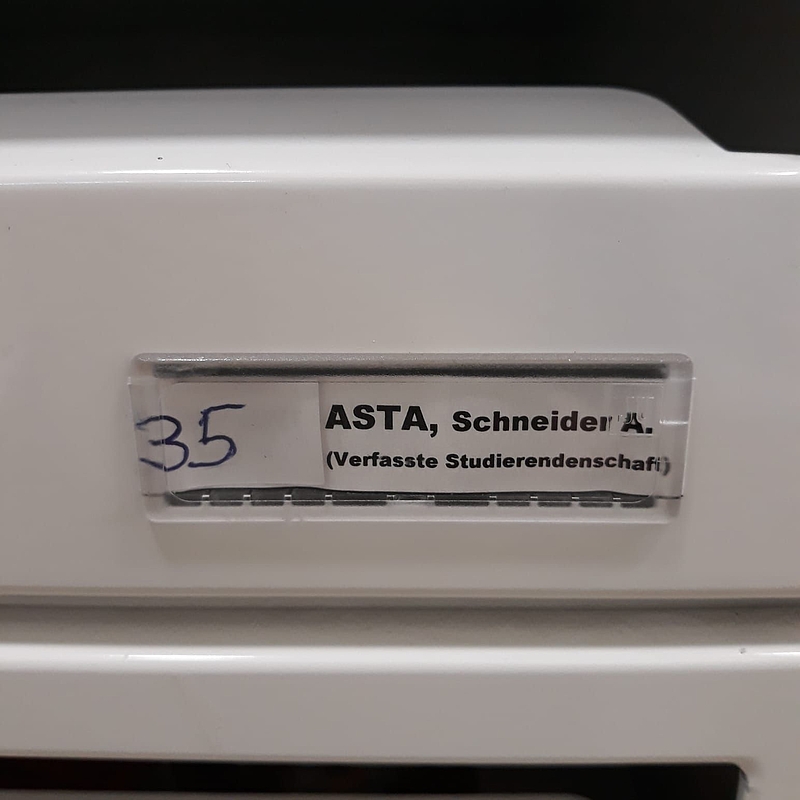 35
ASTA, Schneider A.
(Verfasste Studierendenschaft)